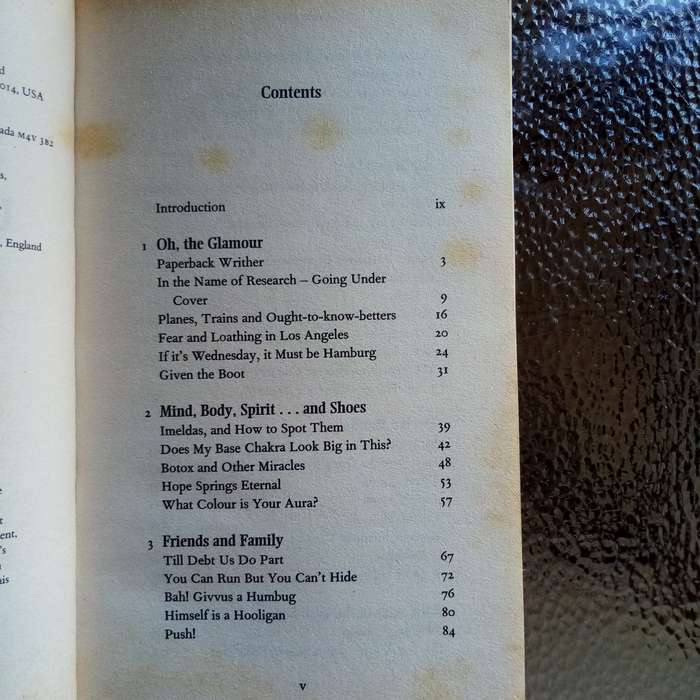 d
014, USA
ada M4V 3B2
s,
, England
e
t
ent,
's
n
his
Contents
Introduction ix
1 Oh, the Glamour
Paperback Writher 3
In the Name of Research – Going Under
Cover 9
Planes, Trains and Ought-to-know-betters 16
Fear and Loathing in Los Angeles 20
If it's Wednesday, it Must be Hamburg 24
Given the Boot 31
2 Mind, Body, Spirit . . . and Shoes
Imeldas, and How to Spot Them 39
Does My Base Chakra Look Big in This? 42
Botox and Other Miracles 48
Hope Springs Eternal 53
What Colour is Your Aura? 57
3 Friends and Family
Till Debt Us Do Part 67
You Can Run But You Can't Hide 72
Bah! Givvus a Humbug 76
Himself is a Hooligan 80
Push! 84
v